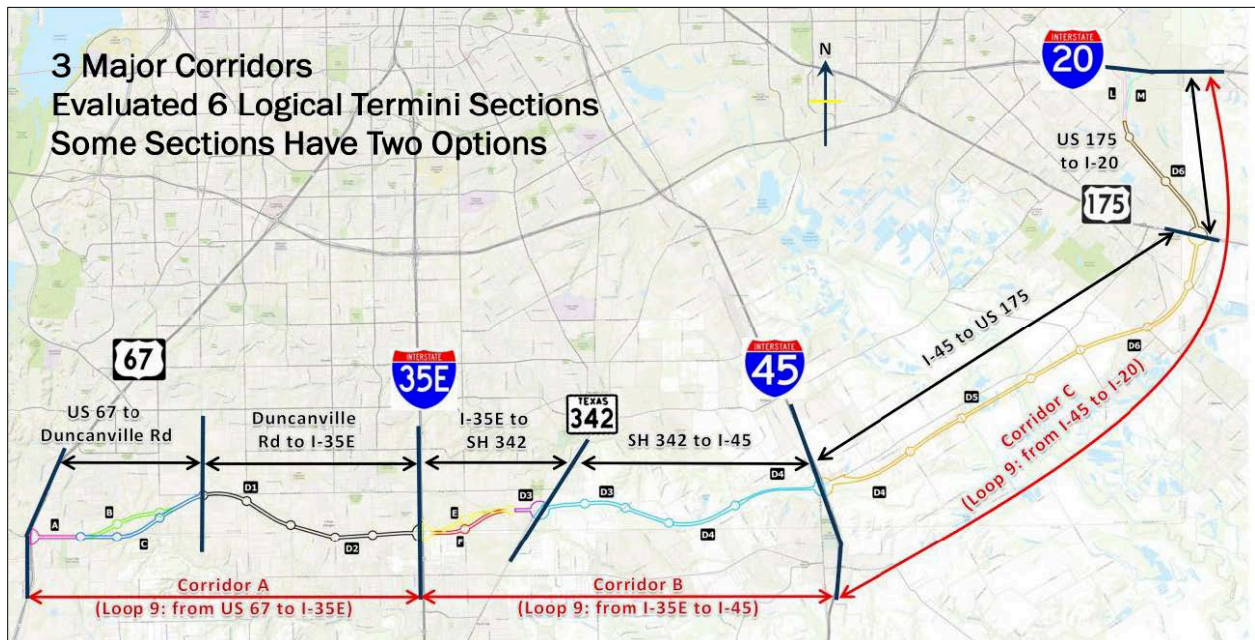 3 Major Corridors
Evaluated 6 Logical Termini Sections
Some Sections Have Two Options
N
INTERSTATE
20
L
M
US 175
to I-20
D6
175
I-45 to US 175
D6
D5
D4
Corridor C
(Loop 9: from I-45 to I-20)
67
INTERSTATE
35E
INTERSTATE
45
TEXAS
342
US 67 to
Duncanville Rd
Duncanville
Rd to I-35E
I-35E to
SH 342
SH 342 to I-45
A
B
C
D1
D2
E
F
D3
D3
D4
D4
Corridor A
(Loop 9: from US 67 to I-35E)
Corridor B
(Loop 9: from I-35E to I-45)